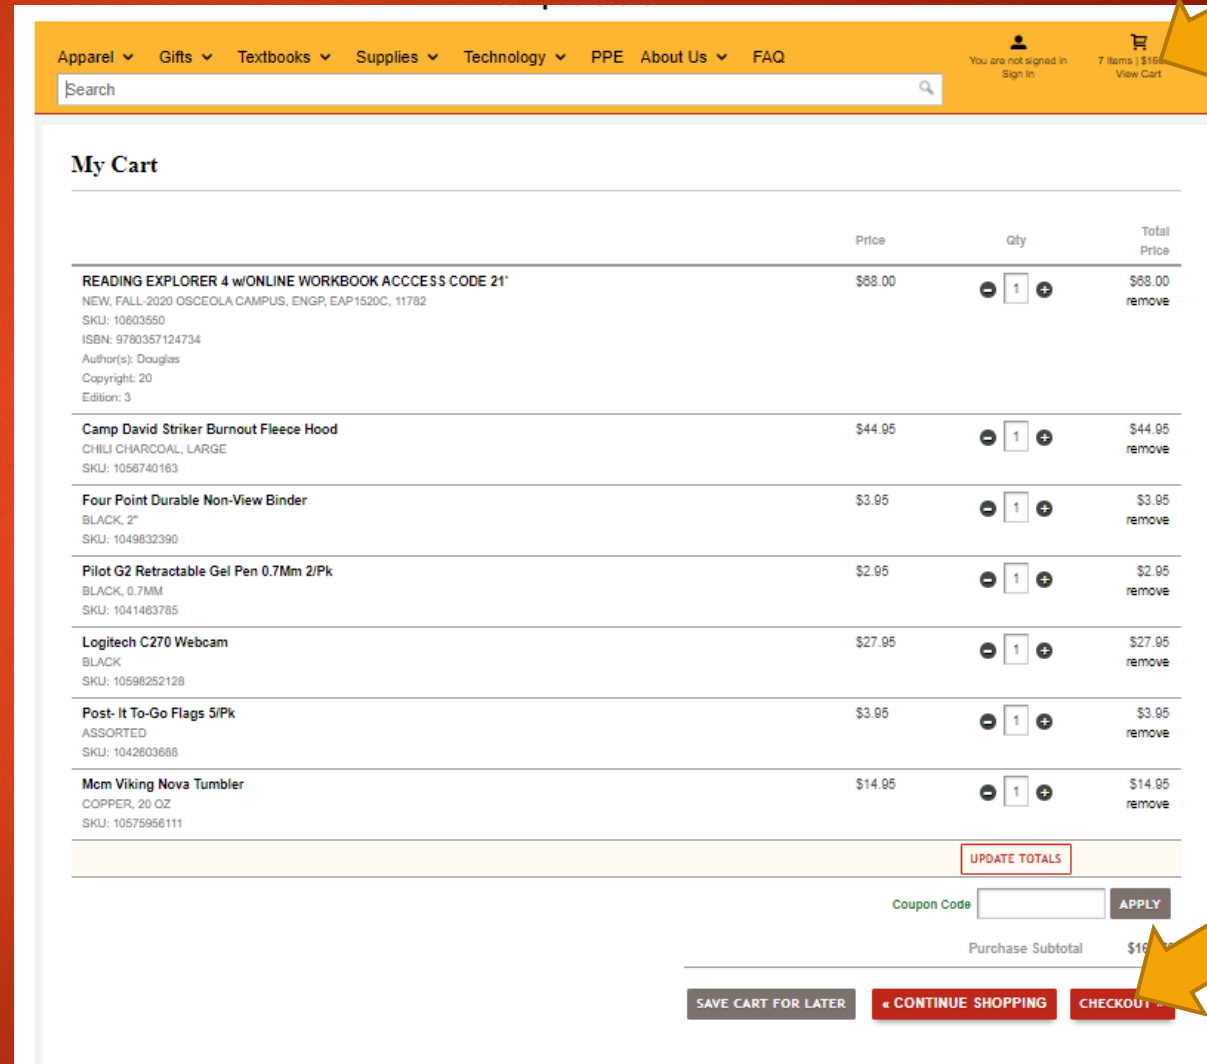 Apparel Gifts Textbooks Supplies Technology PPE About Us FAQ
You are not signed in
Sign In
7 Items | $16
View Cart
Search
My Cart
Price Qty Total Price
READING EXPLORER 4 w/ONLINE WORKBOOK ACCCESS CODE 21'
NEW, FALL-2020 OSCEOLA CAMPUS, ENGP, EAP1520C, 11782
SKU: 10603550
ISBN: 9780357124734
Author(s): Douglas
Copyright: 20
Edition: 3
$68.00 1 $68.00
remove
Camp David Striker Burnout Fleece Hood
CHILI CHARCOAL, LARGE
SKU: 1056740163
$44.95 1 $44.95
remove
Four Point Durable Non-View Binder
BLACK, 2"
SKU: 1049832390
$3.95 1 $3.95
remove
Pilot G2 Retractable Gel Pen 0.7Mm 2/Pk
BLACK, 0.7MM
SKU: 1041463785
$2.95 1 $2.95
remove
Logitech C270 Webcam
BLACK
SKU: 10598252128
$27.95 1 $27.95
remove
Post- It To-Go Flags 5/Pk
ASSORTED
SKU: 1042603688
$3.95 1 $3.95
remove
Mcm Viking Nova Tumbler
COPPER, 20 OZ
SKU: 10575956111
$14.95 1 $14.95
remove
UPDATE TOTALS
Coupon Code APPLY
Purchase Subtotal $16
SAVE CART FOR LATER « CONTINUE SHOPPING CHECKOUT »